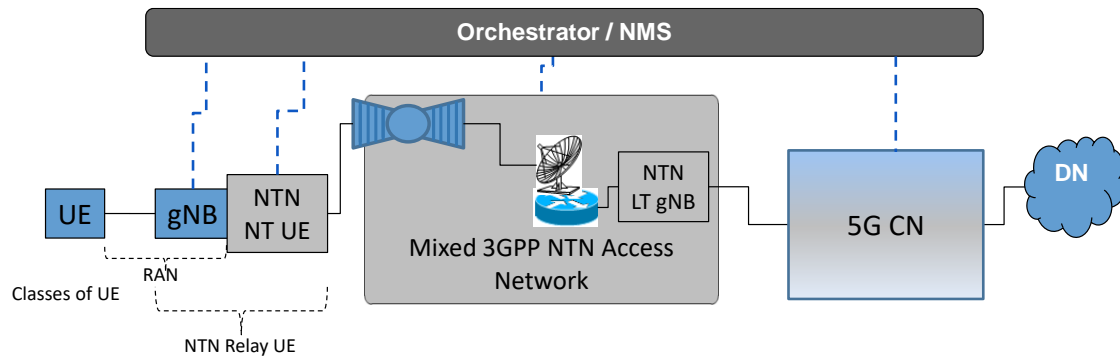 Orchestrator / NMS
UE
gNB
NTN
NT UE
NTN
LT gNB
Mixed 3GPP NTN Access
Network
5G CN
DN
RAN
Classes of UE
NTN Relay UE